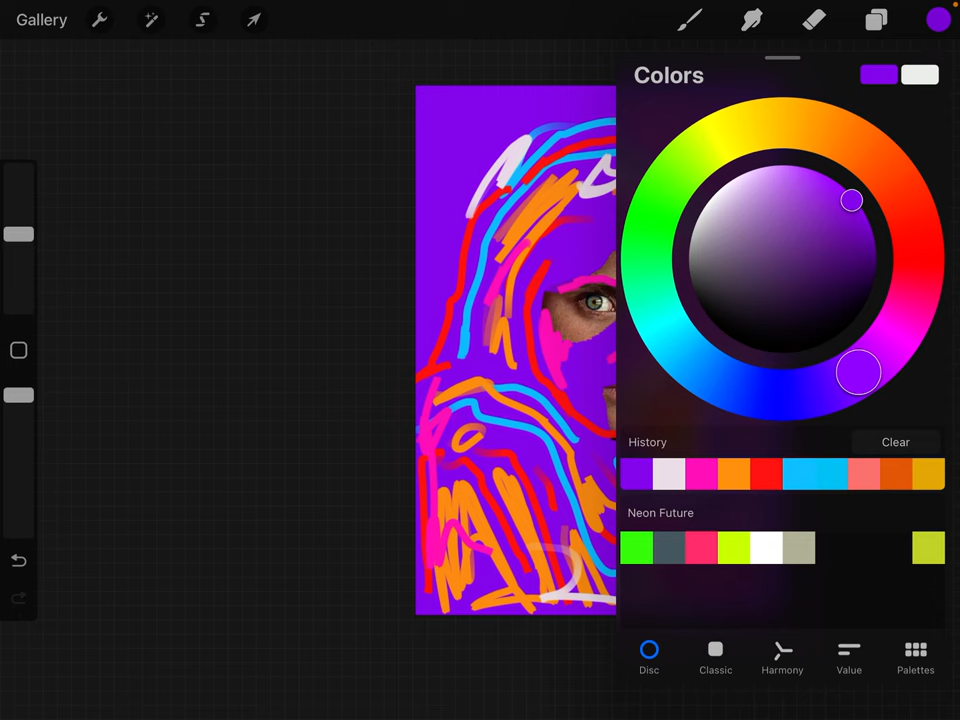 Gallery
Colors
History
Clear
Neon Future
Disc
Classic
Harmony
Value
Palettes